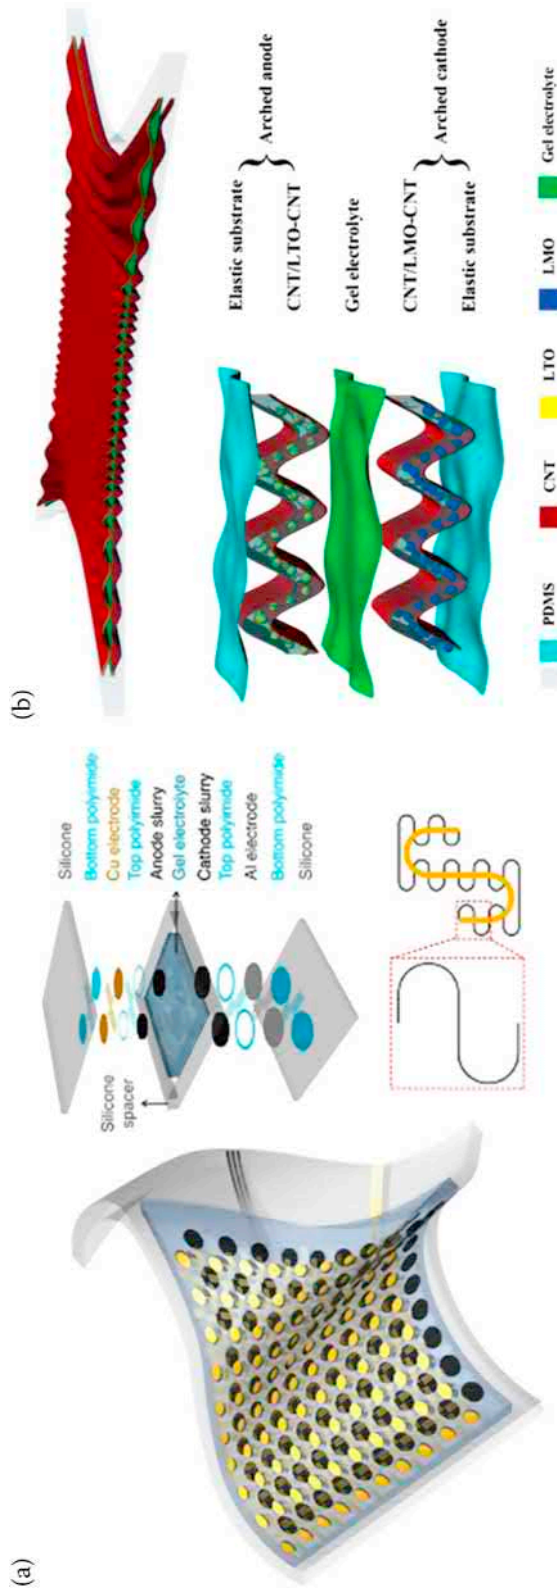 (a)
Silicone
Bottom polyimide
Cu electrode
Top polyimide
Anode slurry
Gel electrolyte
Cathode slurry
Top polyimide
Al electrode
Bottom polyimide
Silicone
Silicone
spacer
(b)
Elastic substrate
CNT/LTO-CNT
Arched anode
Gel electrolyte
CNT/LMO-CNT
Elastic substrate
Arched cathode
PDMS
CNT
LTO
LMO
Gel electrolyte